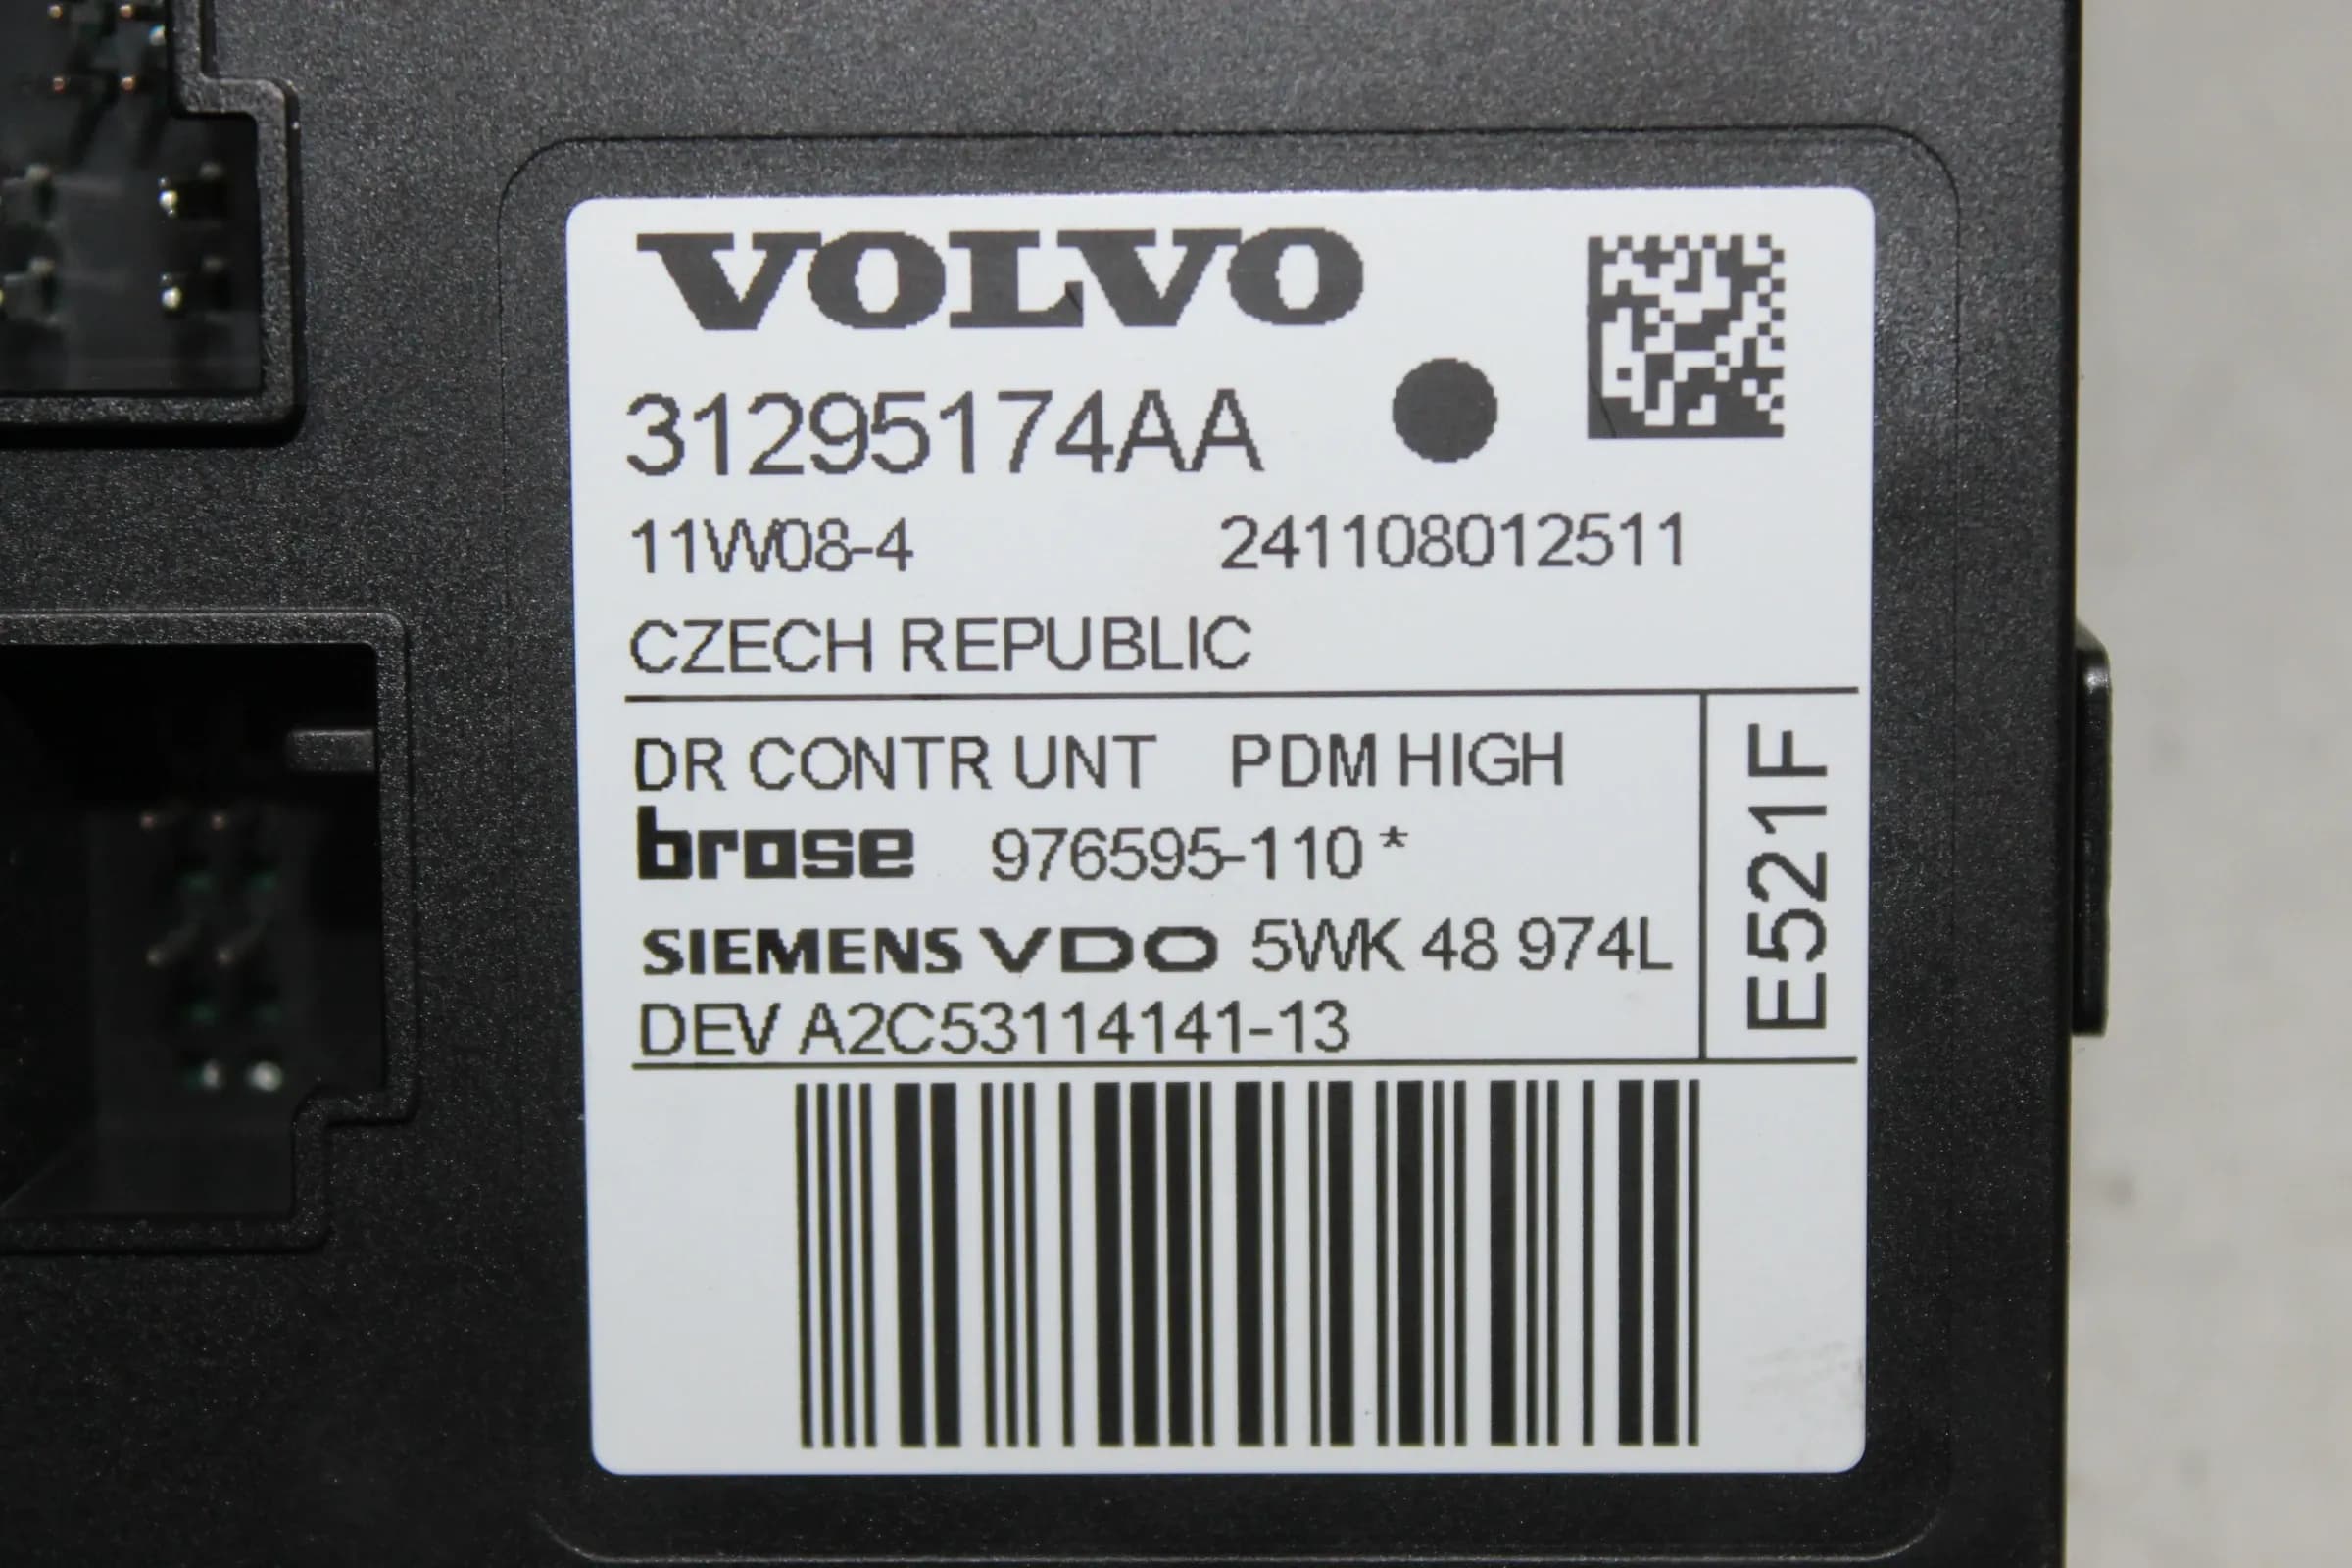 VOLVO
31295174AA
11W08-4 241108012511
CZECH REPUBLIC
DR CONTR UNT PDM HIGH
brose 976595-110 *
SIEMENS VDO 5WK 48 974L
DEV A2C53114141-13
E521F